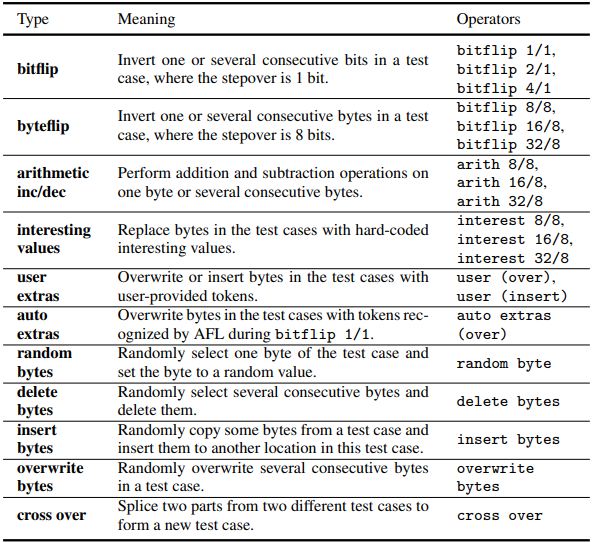 Type Meaning Operators
bitflip
Invert one or several consecutive bits in a test
case, where the stepover is 1 bit.
bitflip 1/1,
bitflip 2/1,
bitflip 4/1
byteflip
Invert one or several consecutive bytes in a test
case, where the stepover is 8 bits.
bitflip 8/8,
bitflip 16/8,
bitflip 32/8
arithmetic
inc/dec
Perform addition and subtraction operations on
one byte or several consecutive bytes.
arith 8/8,
arith 16/8,
arith 32/8
interesting
values
Replace bytes in the test cases with hard-coded
interesting values.
interest 8/8,
interest 16/8,
interest 32/8
user
extras
Overwrite or insert bytes in the test cases with
user-provided tokens.
user (over),
user (insert)
auto
extras
Overwrite bytes in the test cases with tokens rec-
ognized by AFL during bitflip 1/1.
auto extras
(over)
random
bytes
Randomly select one byte of the test case and
set the byte to a random value.
random byte
delete
bytes
Randomly select several consecutive bytes and
delete them.
delete bytes
insert
bytes
Randomly copy some bytes from a test case and
insert them to another location in this test case.
insert bytes
overwrite
bytes
Randomly overwrite several consecutive bytes
in a test case.
overwrite
bytes
cross over
Splice two parts from two different test cases to
form a new test case.
cross over